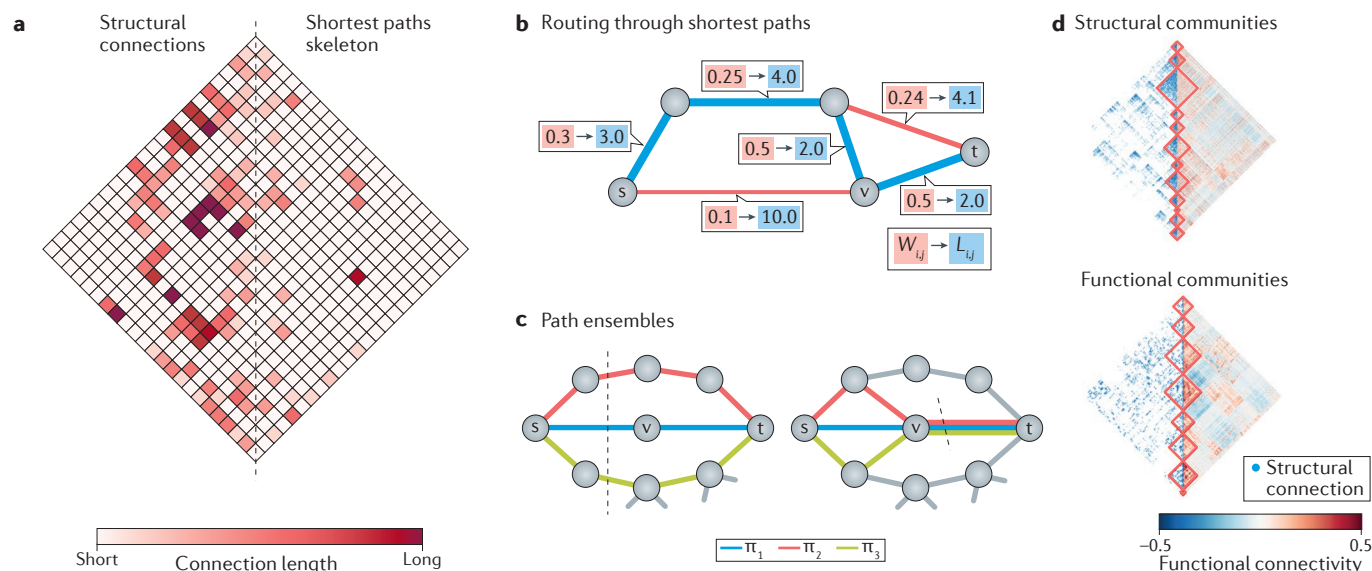 a
Structural
connections
Shortest paths
skeleton
Short
Long
Connection length
b Routing through shortest paths
0.25 → 4.0
0.24 → 4.1
0.3 → 3.0
0.5 → 2.0
t
s
v
0.5 → 2.0
0.1 → 10.0
W i,j → L i,j
c Path ensembles
s v t
s v t
π1 π2 π3
d
Structural communities
Functional communities
Structural
connection
−0.5 0.5
Functional connectivity